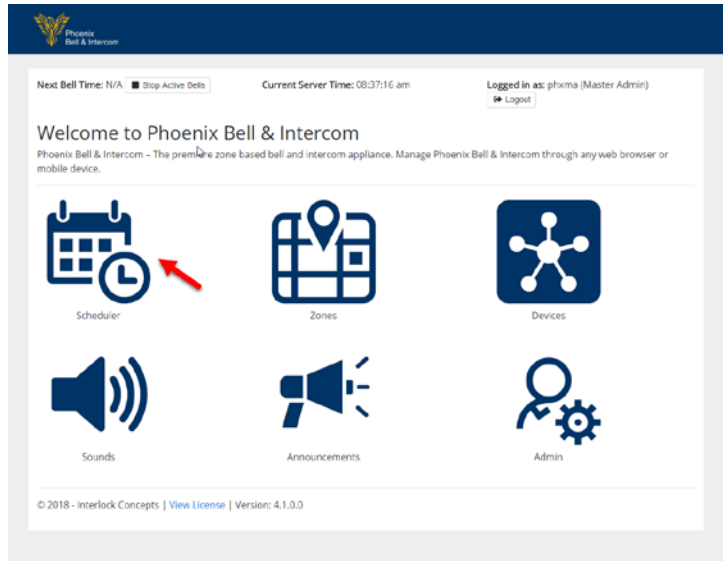 Phoenix
Bell & Intercom
Next Bell Time: N/A Stop Active Bells Current Server Time: 08:37:16 am Logged in as: phxma (Master Admin)
Logout
Welcome to Phoenix Bell & Intercom
Phoenix Bell & Intercom – The premiere zone based bell and intercom appliance. Manage Phoenix Bell & Intercom through any web browser or
mobile device.
Scheduler Zones Devices
Sounds Announcements Admin
© 2018 - Interlock Concepts | View License | Version: 4.1.0.0